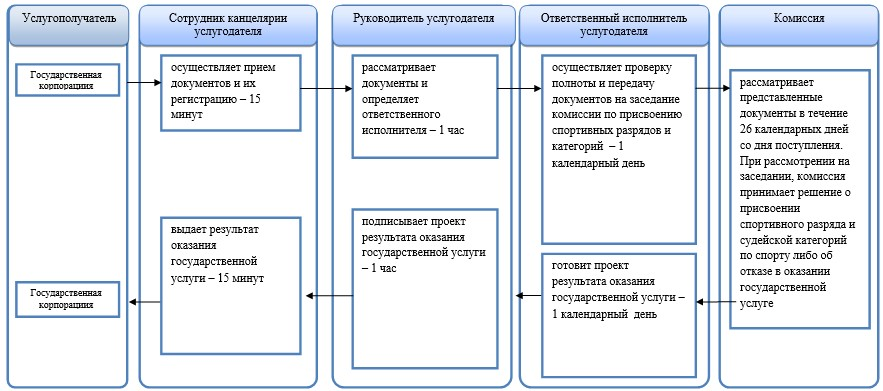 Услугополучатель
Сотрудник канцелярии
услугодателя
Руководитель услугодателя
Ответственный исполнитель
услугодателя
Комиссия
Государственная
корпорациия
осуществляет прием
документов и их
регистрацию – 15
минут
рассматривает
документы и
определяет
ответственного
исполнителя – 1 час
осуществляет проверку
полноты и передачу
документов на заседание
комиссии по присвоению
спортивных разрядов и
категорий – 1
календарный день
рассматривает
представленные
документы в течение
26 календарных дней
со дня поступления.
При рассмотрении на
заседании, комиссия
принимает решение о
присвоении
спортивного разряда и
судейской категорий
по спорту либо об
отказе в оказании
государственной
услуге
готовит проект
результата оказания
государственной услуги –
1 календарный день
подписывает проект
результата оказания
государственной услуги
– 1 час
выдает результат
оказания
государственной
услуги – 15 минут
Государственная
корпорациия